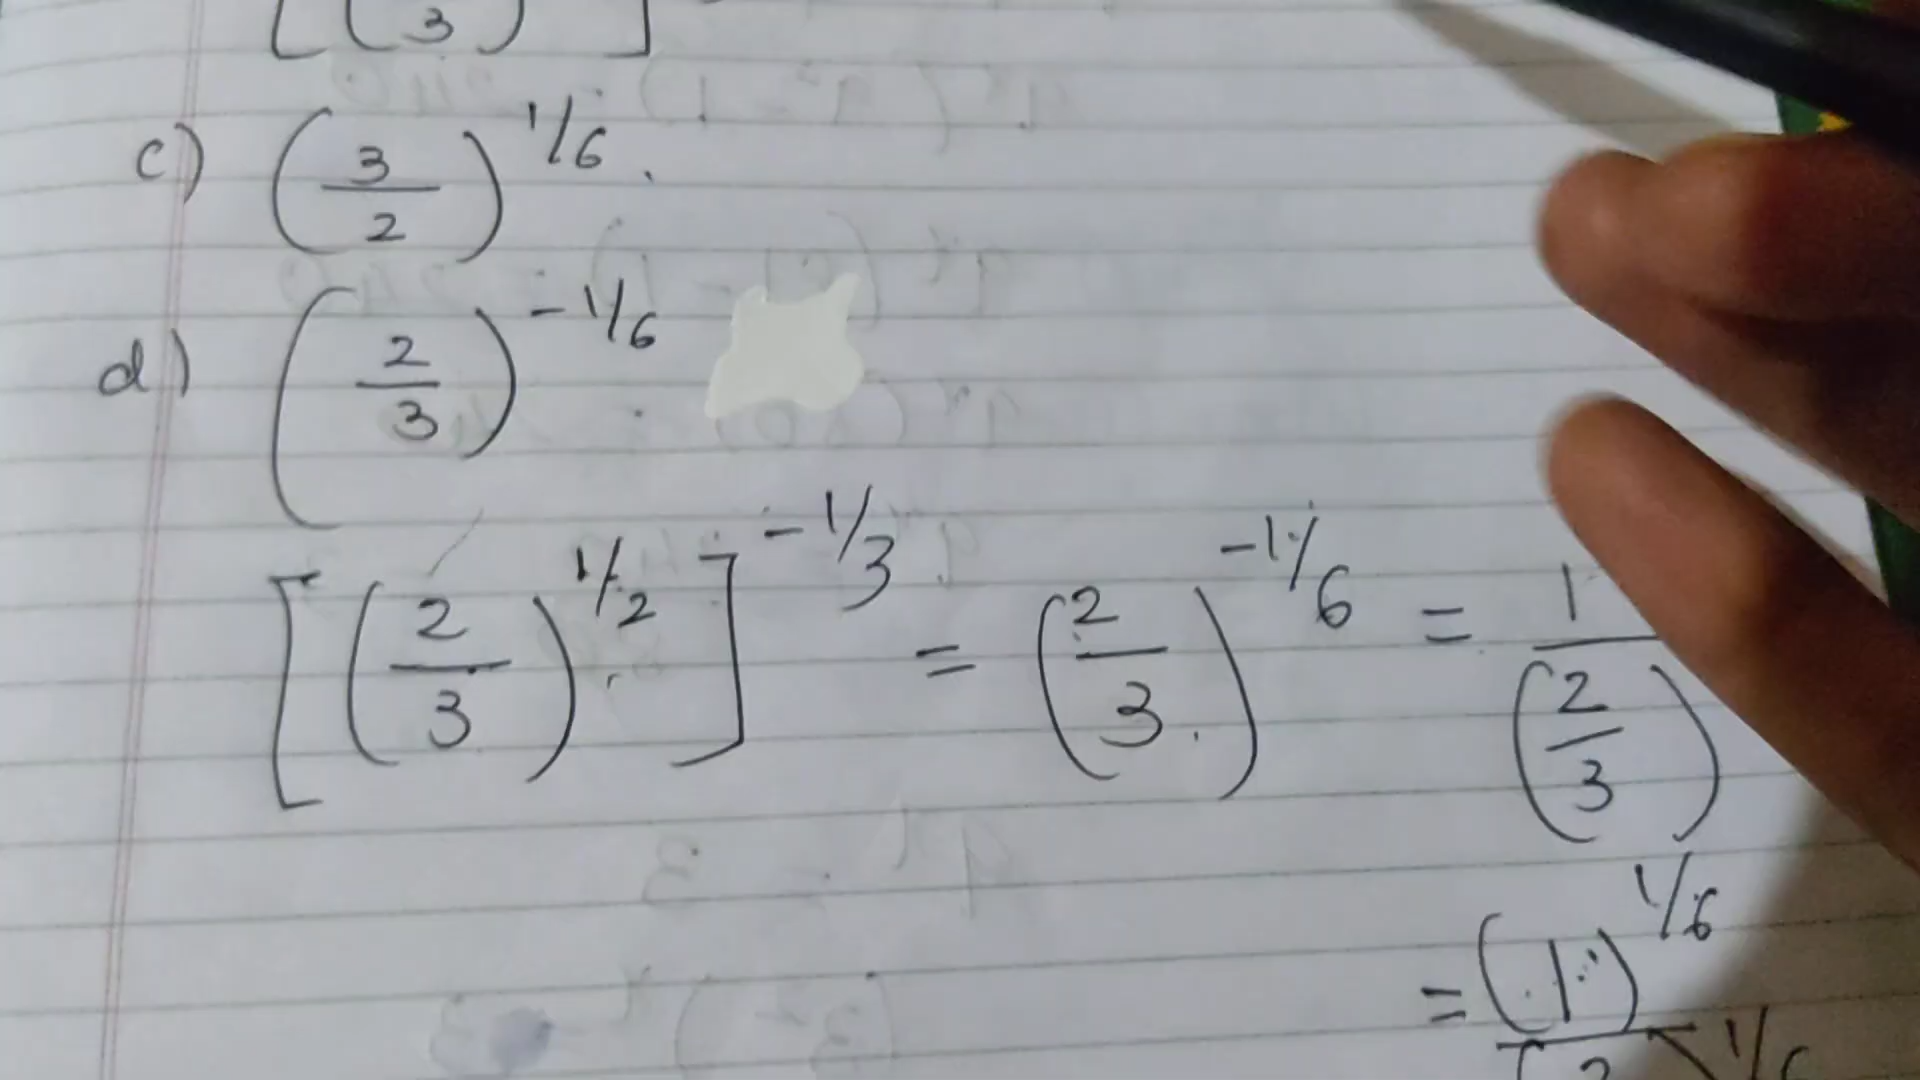 [( 3 ) ]
c) (3/2)^1/6 .
d) (2/3)^-1/6
[(2/3)^1/2]^-1/3 = (2/3)^-1/6 = 1/(2/3)
= (1)^1/6